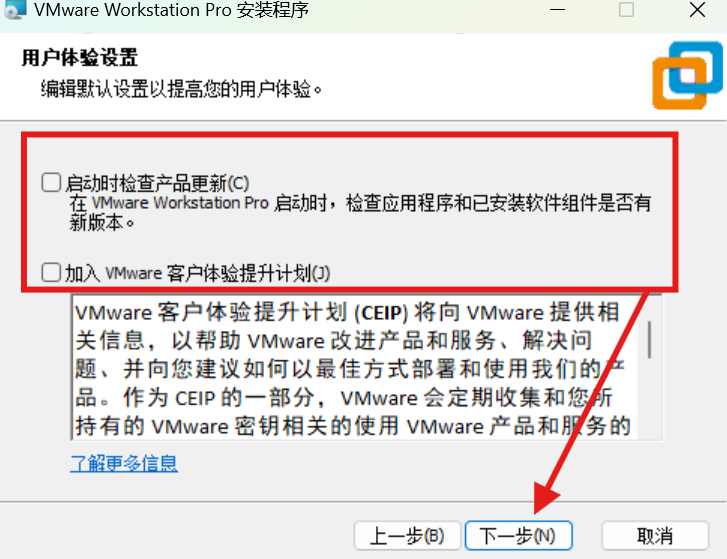 VMware Workstation Pro 安装程序
用户体验设置
编辑默认设置以提高您的用户体验。
启动时检查产品更新(C)
在 VMware Workstation Pro 启动时，检查应用程序和已安装软件组件是否有
新版本。
加入 VMware 客户体验提升计划(J)
VMware 客户体验提升计划 (CEIP) 将向 VMware 提供相
关信息，以帮助 VMware 改进产品和服务、解决问
题、并向您建议如何以最佳方式部署和使用我们的产
品。作为 CEIP 的一部分，VMware 会定期收集和您所
持有的 VMware 密钥相关的使用 VMware 产品和服务的
了解更多信息
上一步(B)
下一步(N)
取消